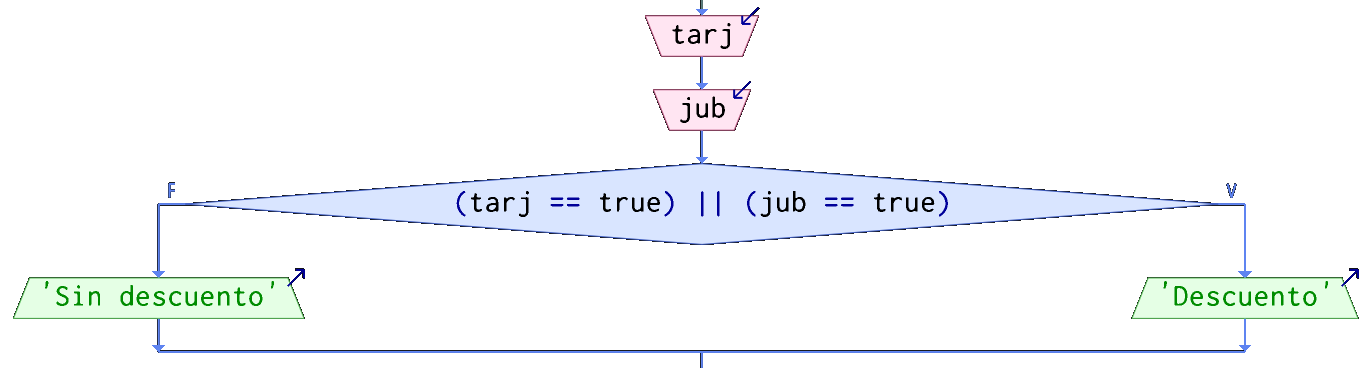 tarj
jub
F
(tarj == true) || (jub == true)
V
'Sin descuento'
'Descuento'